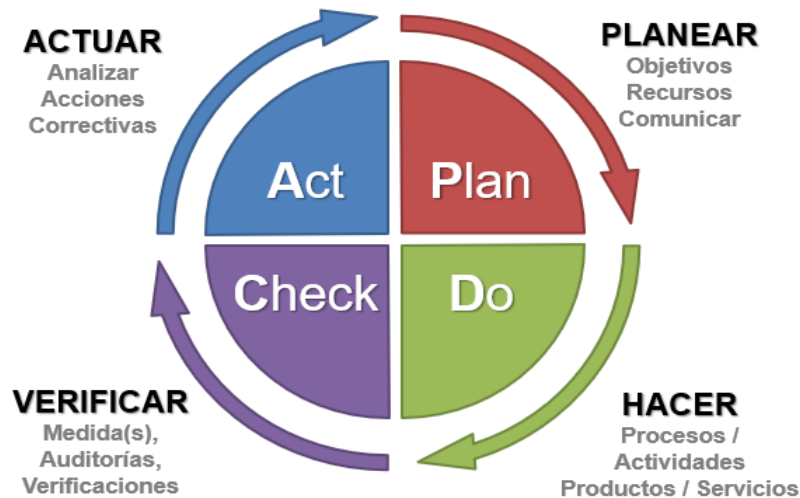 ACTUAR
Analizar
Acciones
Correctivas
PLANEAR
Objetivos
Recursos
Comunicar
Act
Plan
Check
Do
VERIFICAR
Medida(s),
Auditorías,
Verificaciones
HACER
Procesos /
Actividades
Productos / Servicios